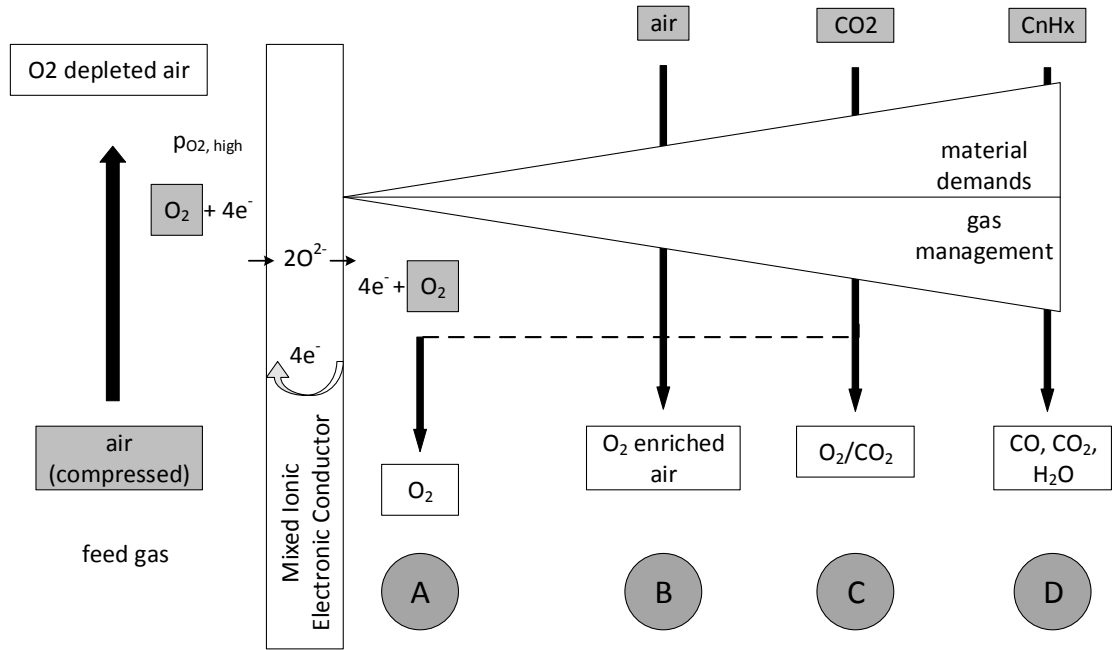 air
CO2
CnHx
O2 depleted air
pO2, high
O₂ + 4e⁻
2O²⁻
4e⁻ + O₂
4e⁻
material
demands
gas
management
air
(compressed)
feed gas
Mixed Ionic
Electronic Conductor
O₂
O₂ enriched
air
O₂/CO₂
CO, CO₂,
H₂O
A
B
C
D